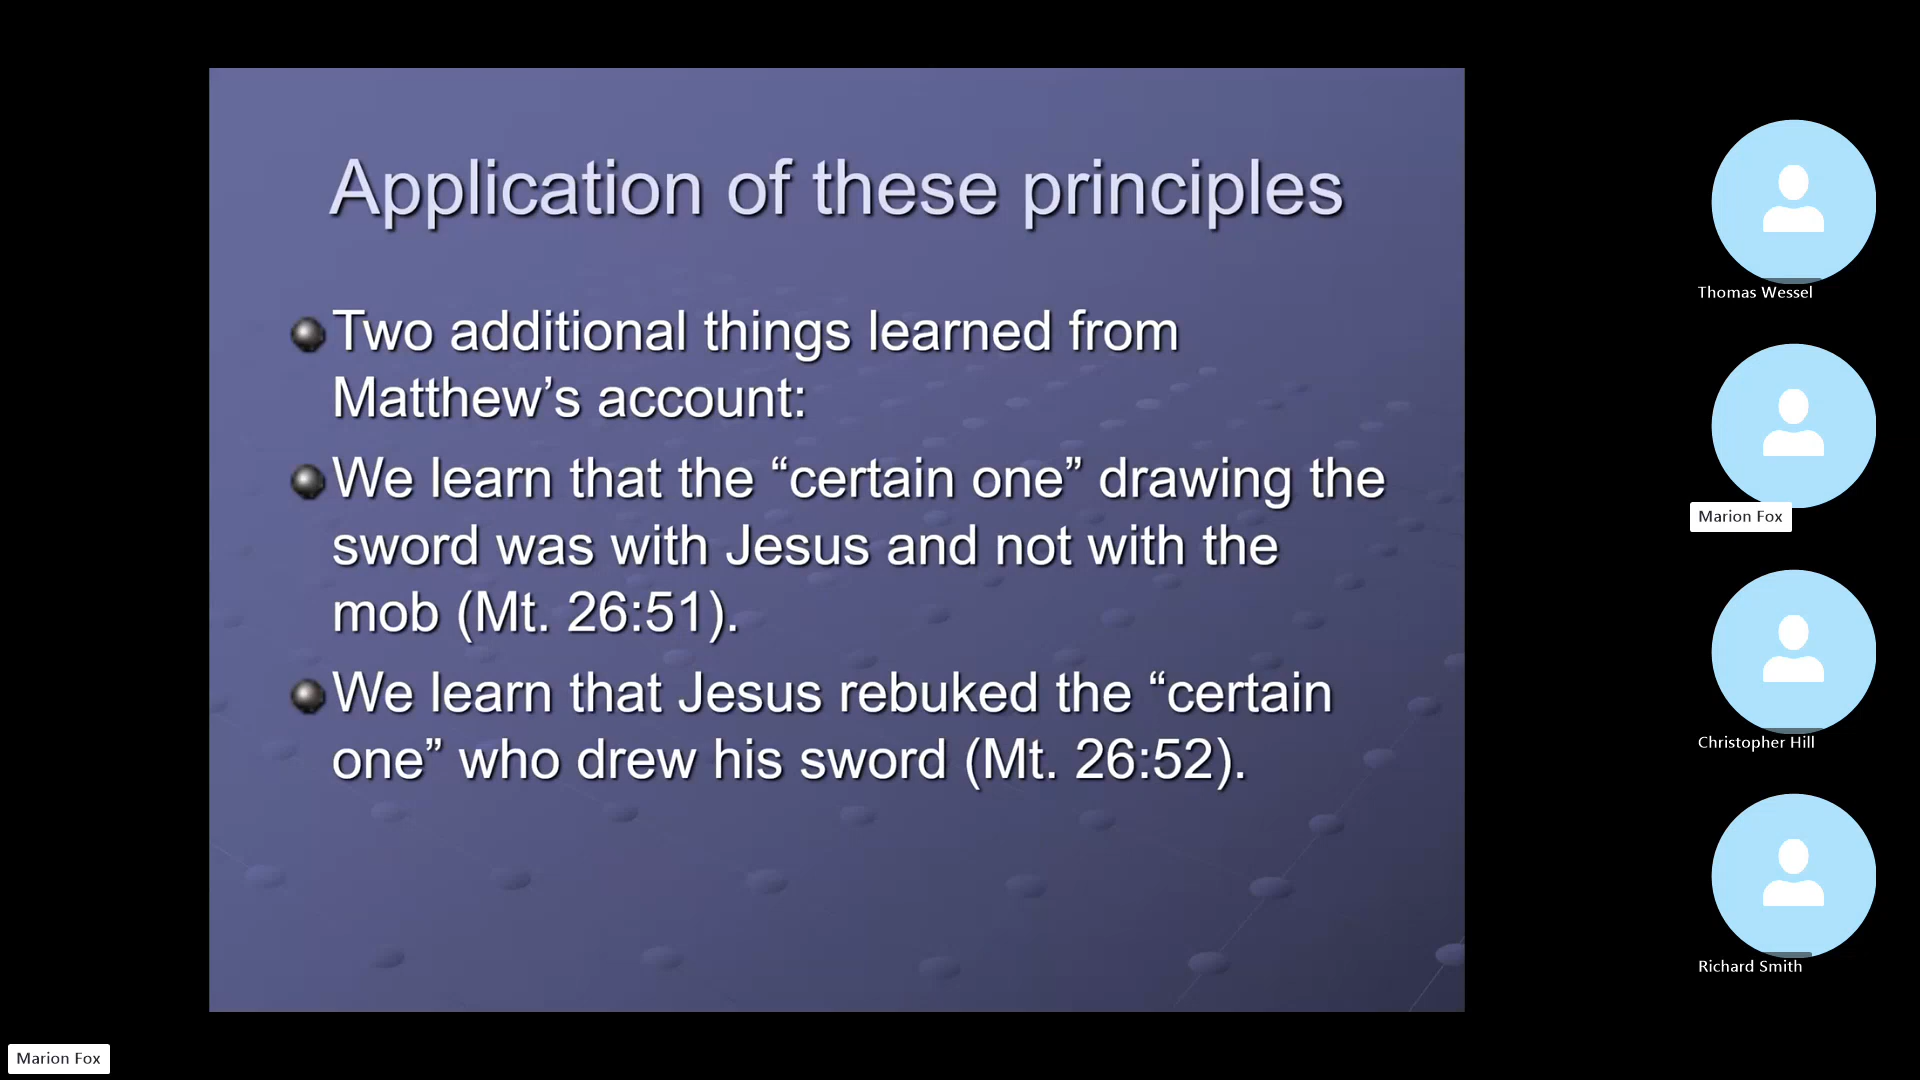 Application of these principles
Two additional things learned from
Matthew’s account:
We learn that the “certain one” drawing the
sword was with Jesus and not with the
mob (Mt. 26:51).
We learn that Jesus rebuked the “certain
one” who drew his sword (Mt. 26:52).
Thomas Wessel
Marion Fox
Christopher Hill
Richard Smith
Marion Fox